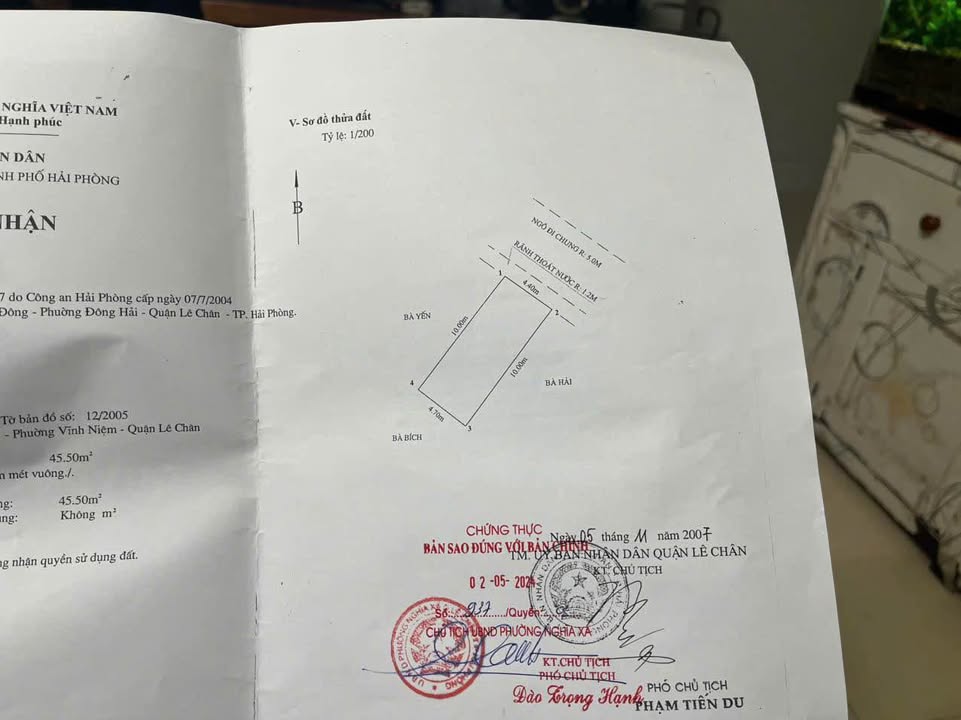 NGHĨA VIỆT NAM
Hạnh phúc
N DÂN
NH PHỐ HẢI PHÒNG
NHẬN
7 do Công an Hải Phòng cấp ngày 07/7/2004
Đông - Phường Đông Hải - Quận Lê Chân - TP. Hải Phòng.
Tờ bản đồ số: 12/2005
- Phường Vĩnh Niệm - Quận Lê Chân
45.50m²
n mét vuông./.
ng: 45.50m²
ung: Không m²
ng nhận quyền sử dụng đất.
V- Sơ đồ thửa đất
Tỷ lệ: 1/200
B
NGÕ ĐI CHUNG R: 5.0M
RÃNH THOÁT NƯỚC R: 1.2M
1
4.40m
2
BÀ YẾN
10.00m
10.00m
BÀ HẢI
4
4.70m
3
BÀ BÍCH
Ngày 05 tháng 11 năm 2007
TM. ỦY BAN NHÂN DÂN QUẬN LÊ CHÂN
KT. CHỦ TỊCH
PHÓ CHỦ TỊCH
PHẠM TIẾN DU
CHỨNG THỰC
BẢN SAO ĐÚNG VỚI BẢN CHÍNH
02-05-2024
Số: 937 /Quyển:
CHỦ TỊCH UBND PHƯỜNG NGHĨA XÁ
KT.CHỦ TỊCH
PHÓ CHỦ TỊCH
Đào Trọng Hạnh